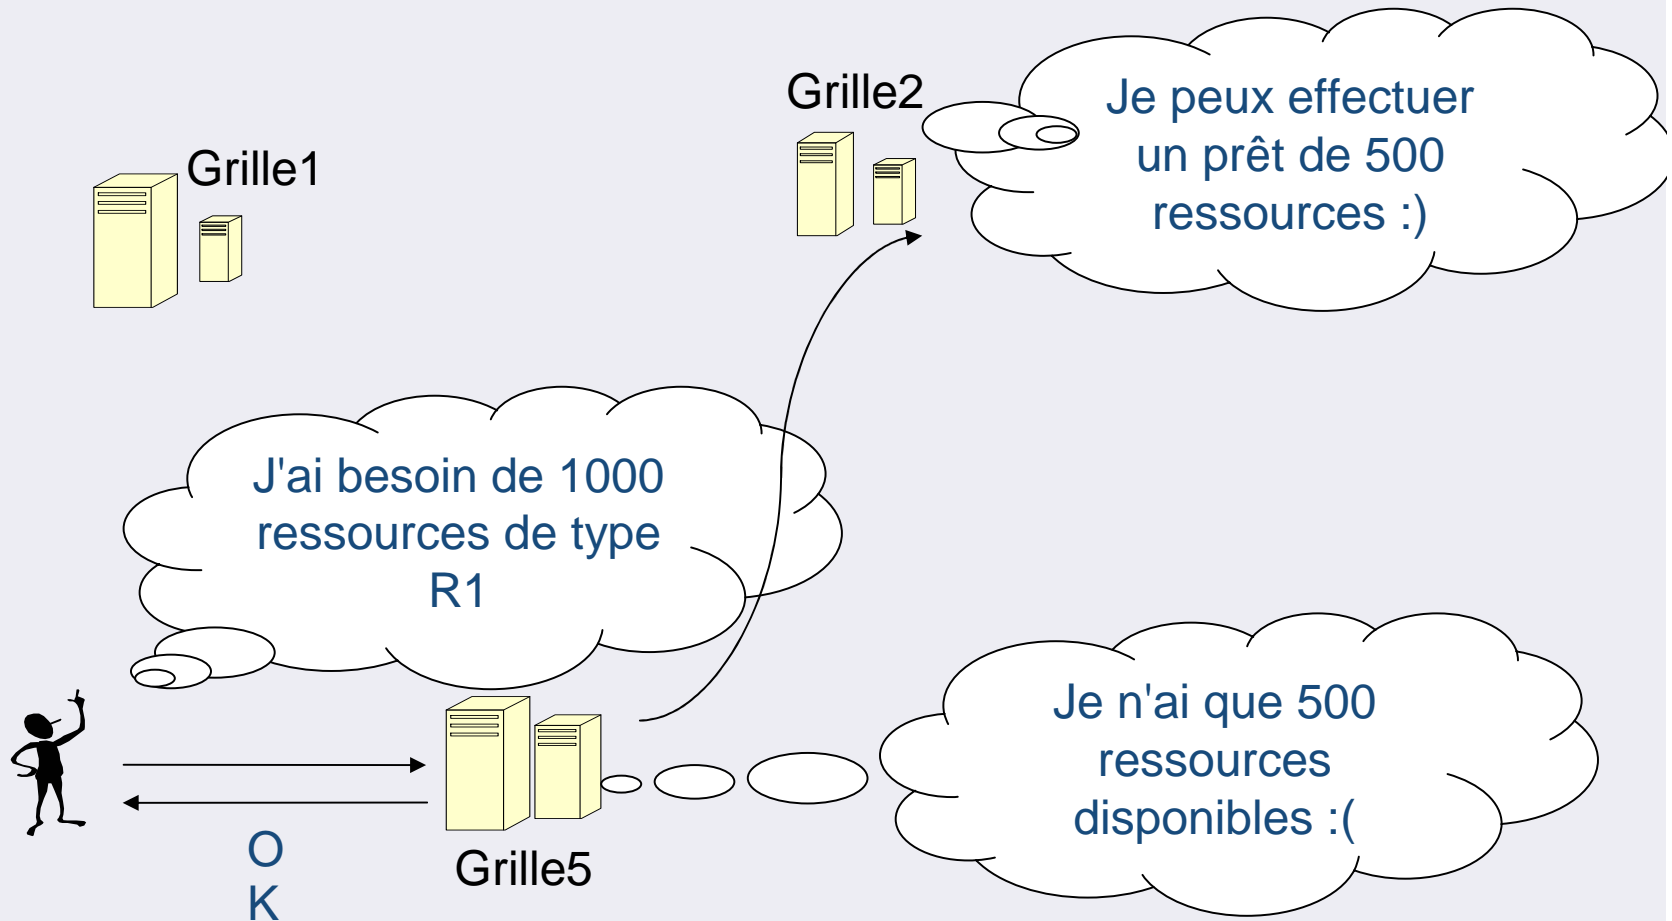 Grille2
Je peux effectuer
un prêt de 500
ressources :)
Grille1
J'ai besoin de 1000
ressources de type
R1
Je n'ai que 500
ressources
disponibles :(
O
K
Grille5